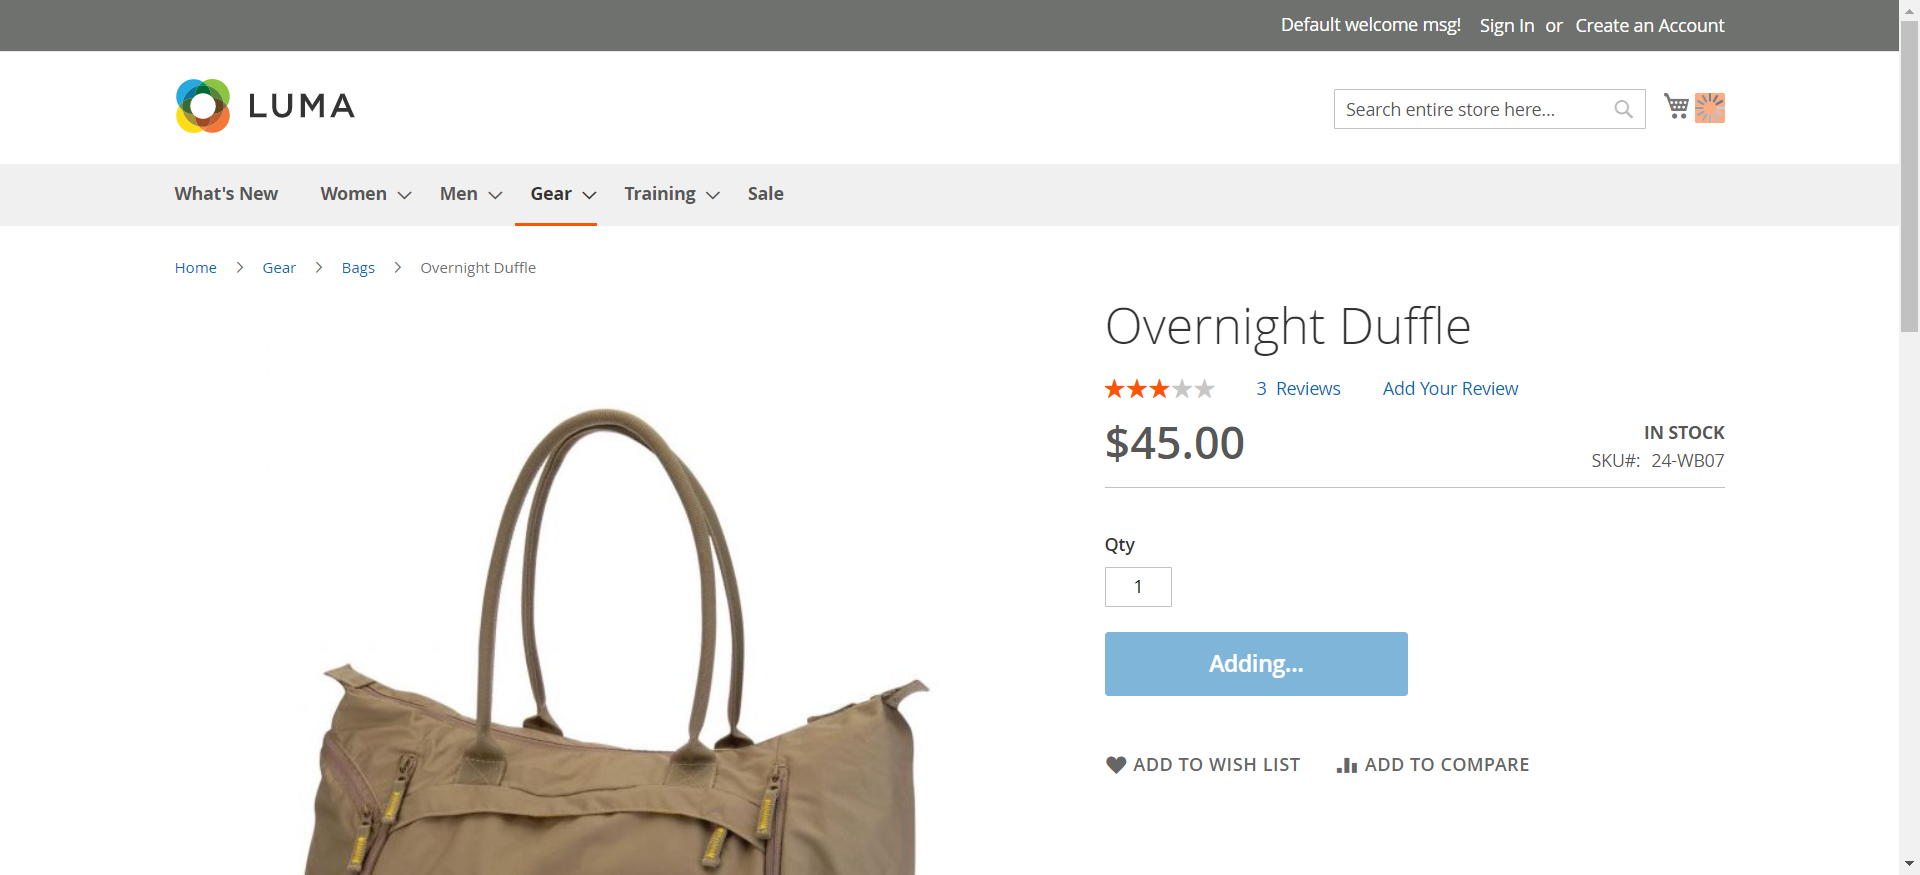 Default welcome msg! Sign In or Create an Account
LUMA
Search entire store here...
What's New Women Men Gear Training Sale
Home Gear Bags Overnight Duffle
Overnight Duffle
3 Reviews Add Your Review
$45.00
IN STOCK
SKU#: 24-WB07
Qty
1
Adding...
ADD TO WISH LIST ADD TO COMPARE